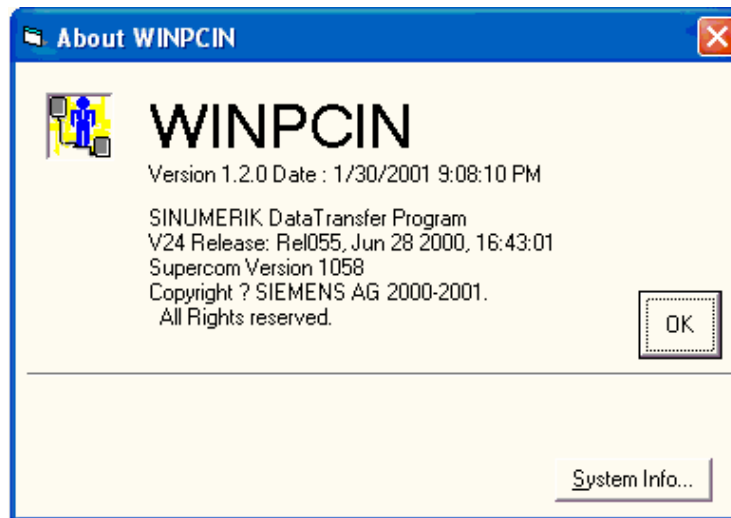 About WINPCIN
WINPCIN
Version 1.2.0 Date : 1/30/2001 9:08:10 PM
SINUMERIK DataTransfer Program
V24 Release: Rel055, Jun 28 2000, 16:43:01
Supercom Version 1058
Copyright ? SIEMENS AG 2000-2001.
All Rights reserved.
OK
System Info...